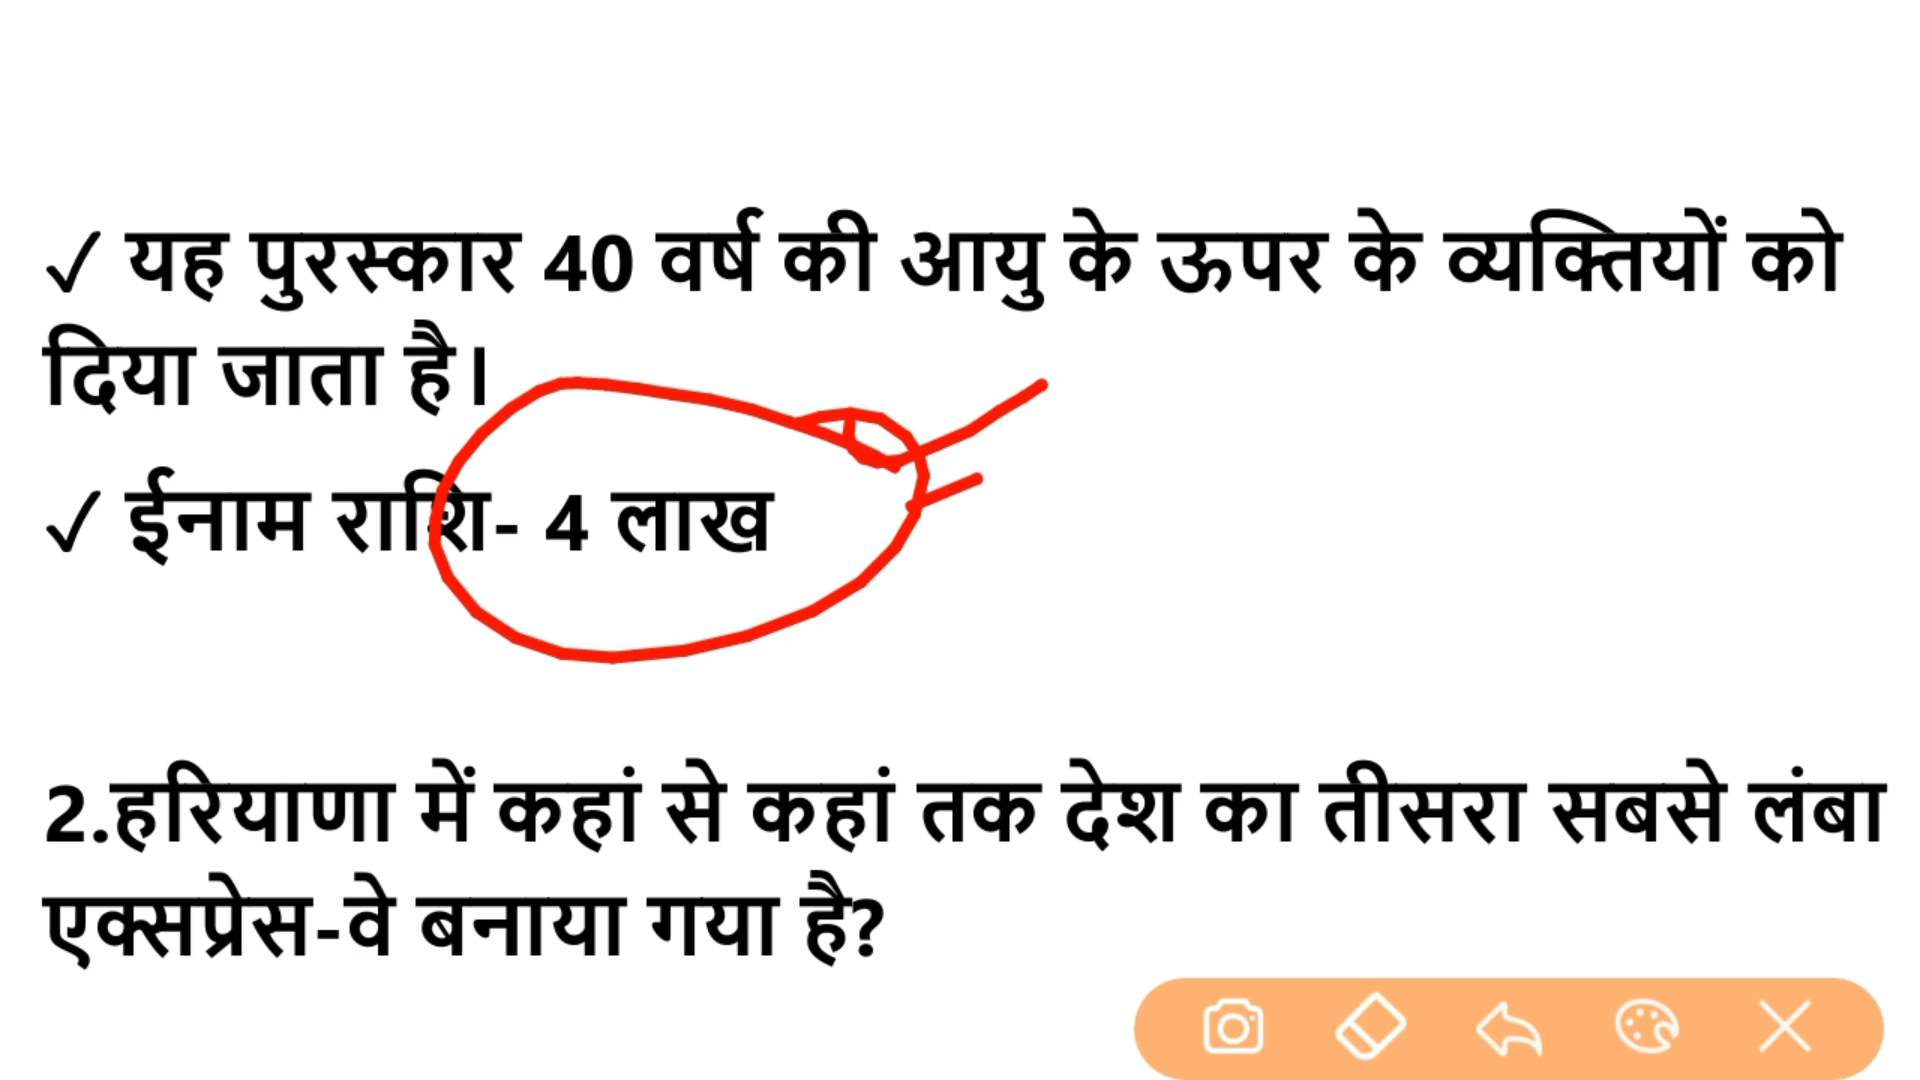 ✓ यह पुरस्कार 40 वर्ष की आयु के ऊपर के व्यक्तियों को
दिया जाता है।
✓ ईनाम राशि- 4 लाख
2.हरियाणा में कहां से कहां तक देश का तीसरा सबसे लंबा
एक्सप्रेस-वे बनाया गया है?